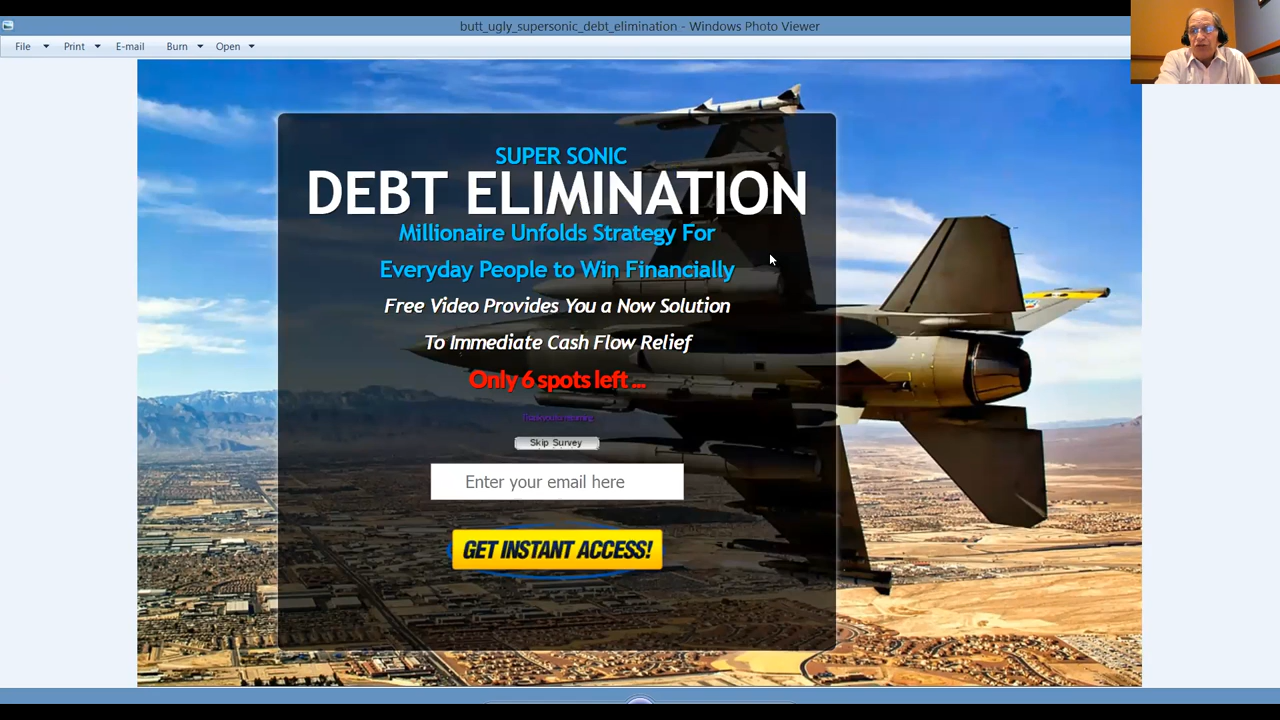 butt_ugly_supersonic_debt_elimination - Windows Photo Viewer
File Print E-mail Burn Open
SUPER SONIC
DEBT ELIMINATION
Millionaire Unfolds Strategy For
Everyday People to Win Financially
Free Video Provides You a Now Solution
To Immediate Cash Flow Relief
Only 6 spots left ...
Skip Survey
Enter your email here
GET INSTANT ACCESS!